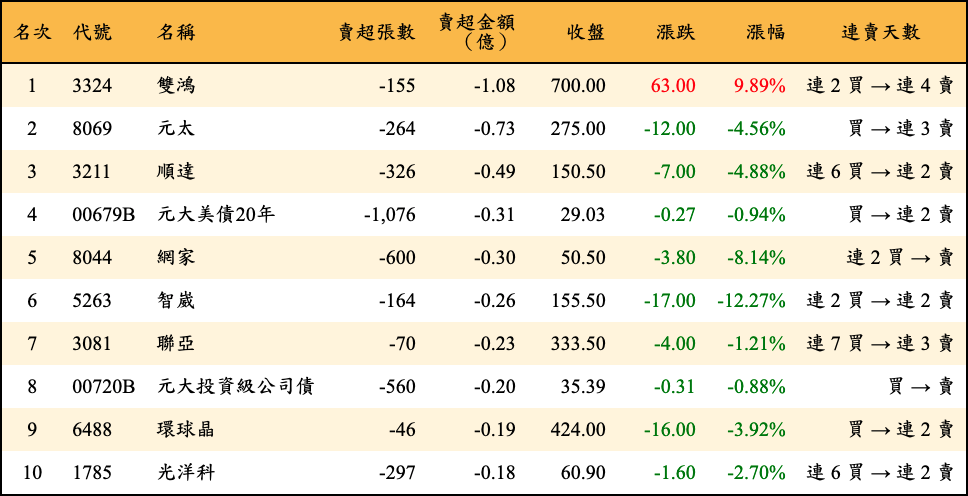 名次 代號 名稱 賣超張數 賣超金額（億） 收盤 漲跌 漲幅 連賣天數
1 3324 雙鴻 -155 -1.08 700.00 63.00 9.89% 連 2 買 → 連 4 賣
2 8069 元太 -264 -0.73 275.00 -12.00 -4.56% 買 → 連 3 賣
3 3211 順達 -326 -0.49 150.50 -7.00 -4.88% 連 6 買 → 連 2 賣
4 00679B 元大美債20年 -1,076 -0.31 29.03 -0.27 -0.94% 買 → 連 2 賣
5 8044 網家 -600 -0.30 50.50 -3.80 -8.14% 連 2 買 → 賣
6 5263 智崴 -164 -0.26 155.50 -17.00 -12.27% 連 2 買 → 連 2 賣
7 3081 聯亞 -70 -0.23 333.50 -4.00 -1.21% 連 7 買 → 連 3 賣
8 00720B 元大投資級公司債 -560 -0.20 35.39 -0.31 -0.88% 買 → 賣
9 6488 環球晶 -46 -0.19 424.00 -16.00 -3.92% 買 → 連 2 賣
10 1785 光洋科 -297 -0.18 60.90 -1.60 -2.70% 連 6 買 → 連 2 賣